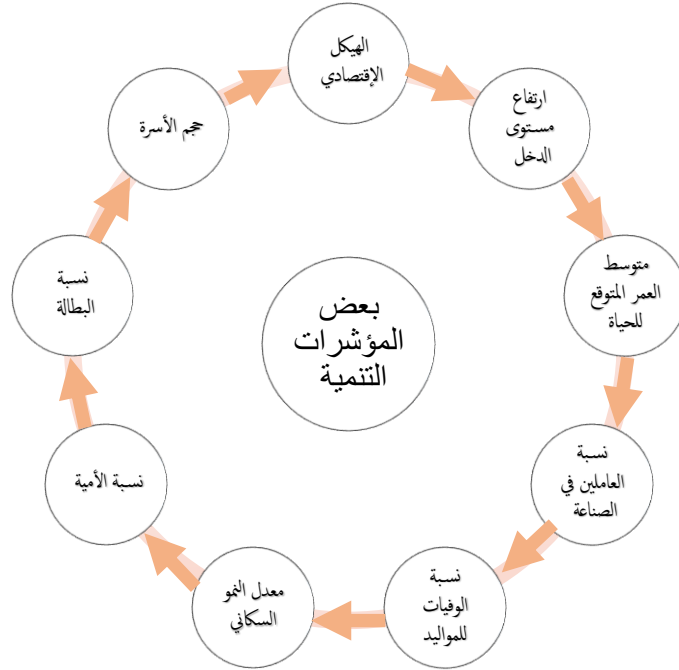 الهيكل
الإقتصادي
ارتفاع
مستوى
الدخل
متوسط
العمر المتوقع
للحياة
نسبة
العاملين في
الصناعة
نسبة
الوفيات
للمواليد
معدل النمو
السكاني
نسبة الأمية
نسبة
البطالة
حجم الأسرة
بعض
المؤشرات
التنمية